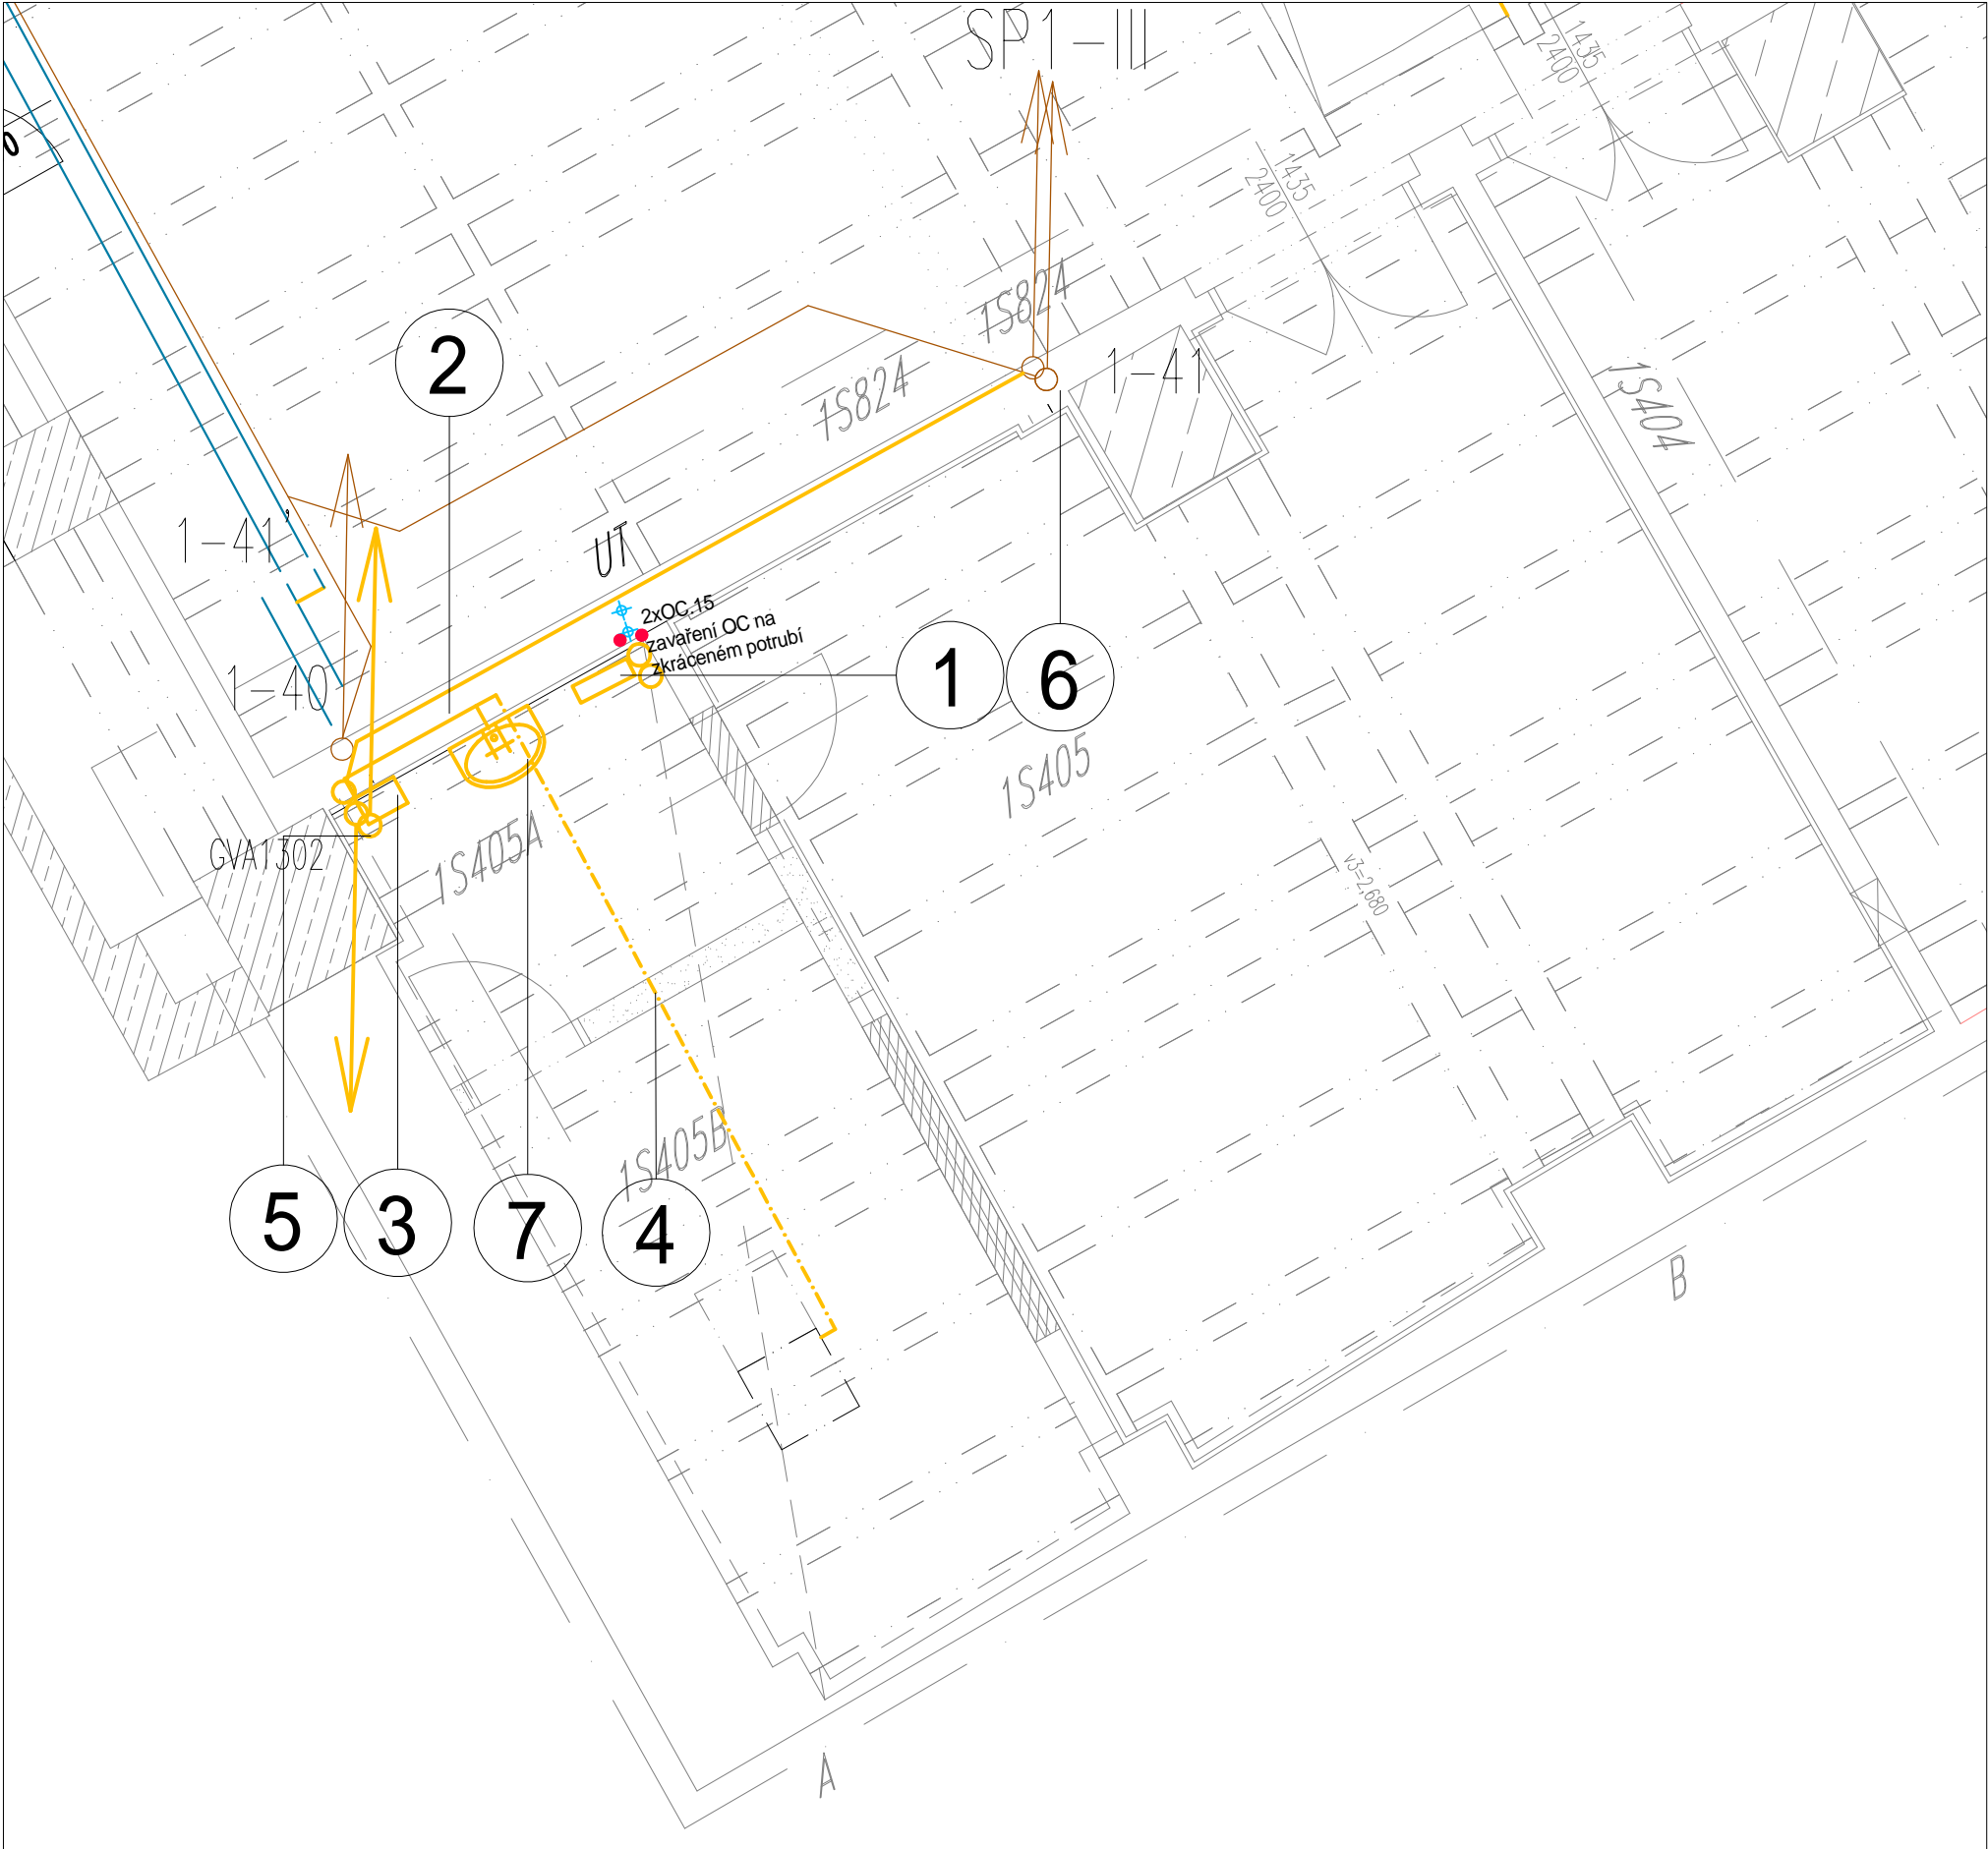 SP1-III
1435
2400
1435
2400
1S824
1S824
1-41
1S404
2
1-41'
UT
2xOC.15
zavaření OC na
zkráceném potrubí
1-40
1
6
1S405
GVA1302
1S405A
v3=2,680
1S405B
5
3
7
4
B
A